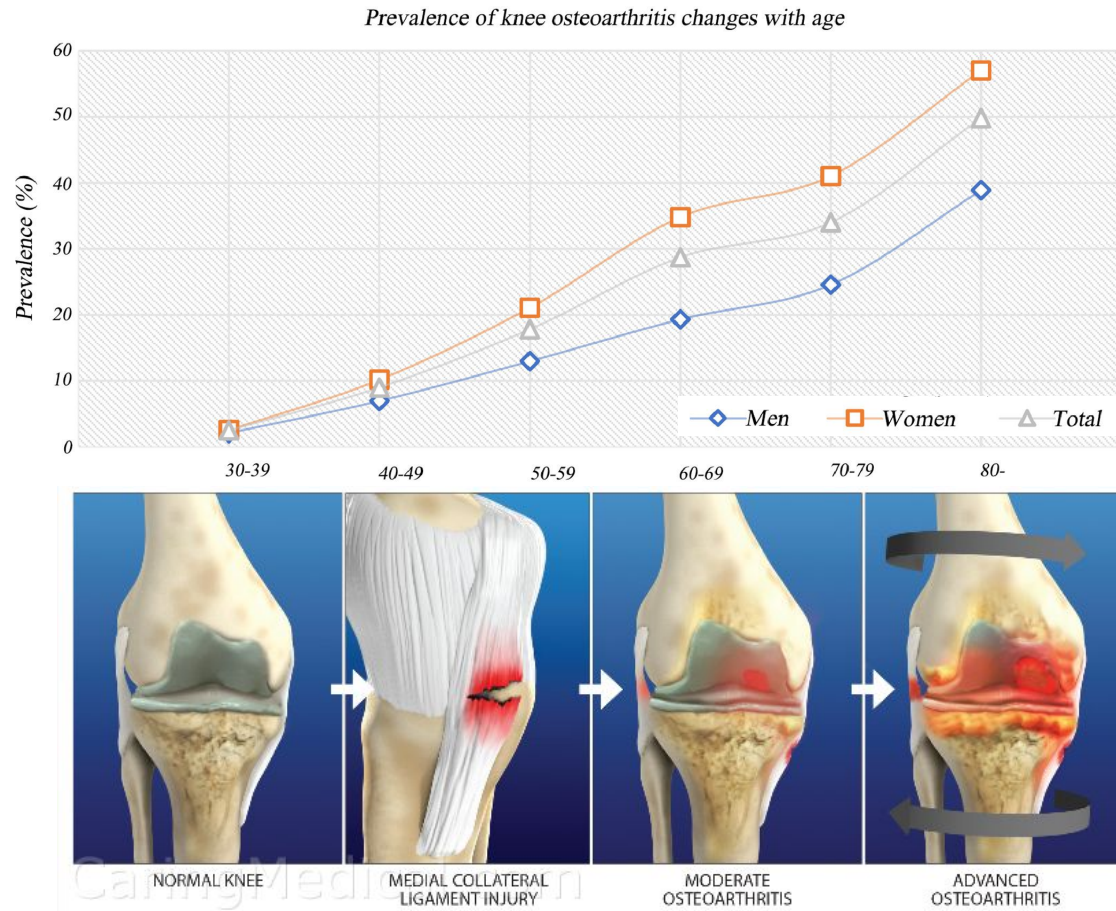 Prevalence of knee osteoarthritis changes with age
Prevalence (%)
60
50
40
30
20
10
0
Men Women Total
30-39 40-49 50-59 60-69 70-79 80-
CaringMedical.com
NORMAL KNEE
MEDIAL COLLATERAL
LIGAMENT INJURY
MODERATE
OSTEOARTHRITIS
ADVANCED
OSTEOARTHRITIS